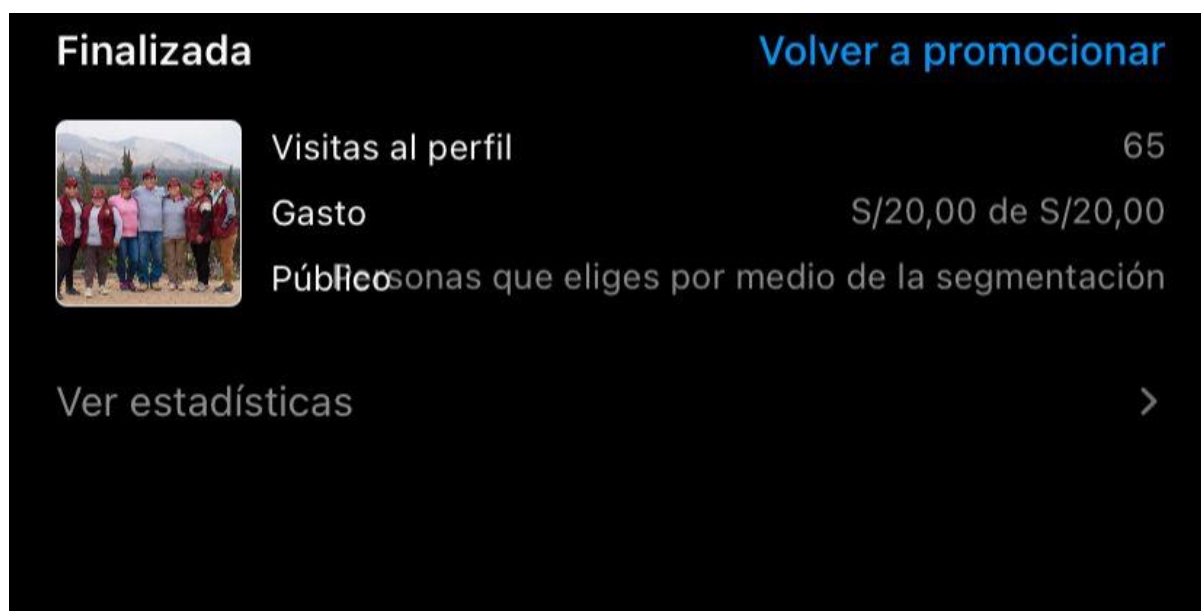 Finalizada
Volver a promocionar
Visitas al perfil 65
Gasto S/20,00 de S/20,00
Público Personas que eliges por medio de la segmentación
Ver estadísticas